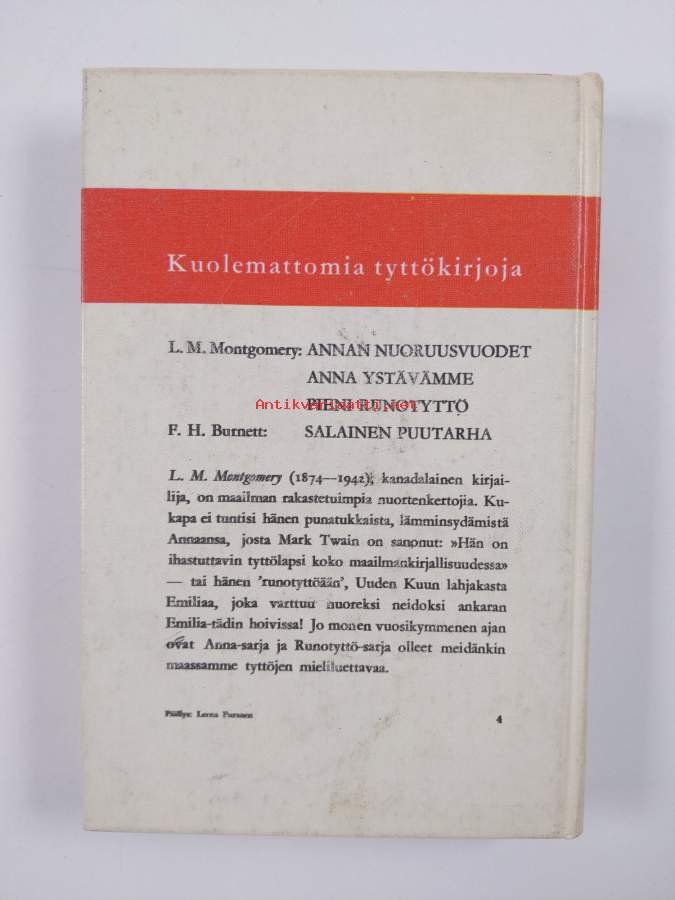 Kuolemattomia tyttökirjoja
L. M. Montgomery: ANNAN NUORUUSVUODET
ANNA YSTÄVÄMME
Antikvariaatti.net
PIENI RUNOTYTTÖ
F. H. Burnett: SALAINEN PUUTARHA
L. M. Montgomery (1874—1942), kanadalainen kirjai-
lija, on maailman rakastetuimpia nuortenkertojia. Ku-
kapa ei tuntisi hänen punatukkaista, lämminsydämistä
Annaansa, josta Mark Twain on sanonut: »Hän on
ihastuttavin tyttölapsi koko maailmankirjallisuudessa»
— tai hänen 'runotyttöään', Uuden Kuun lahjakasta
Emiliaa, joka varttuu nuoreksi neidoksi ankaran
Emilia-tädin hoivissa! Jo monen vuosikymmenen ajan
ovat Anna-sarja ja Runotyttö-sarja olleet meidänkin
maassamme tyttöjen mieliluettavaa.
Päällys: Leena Puranen 4